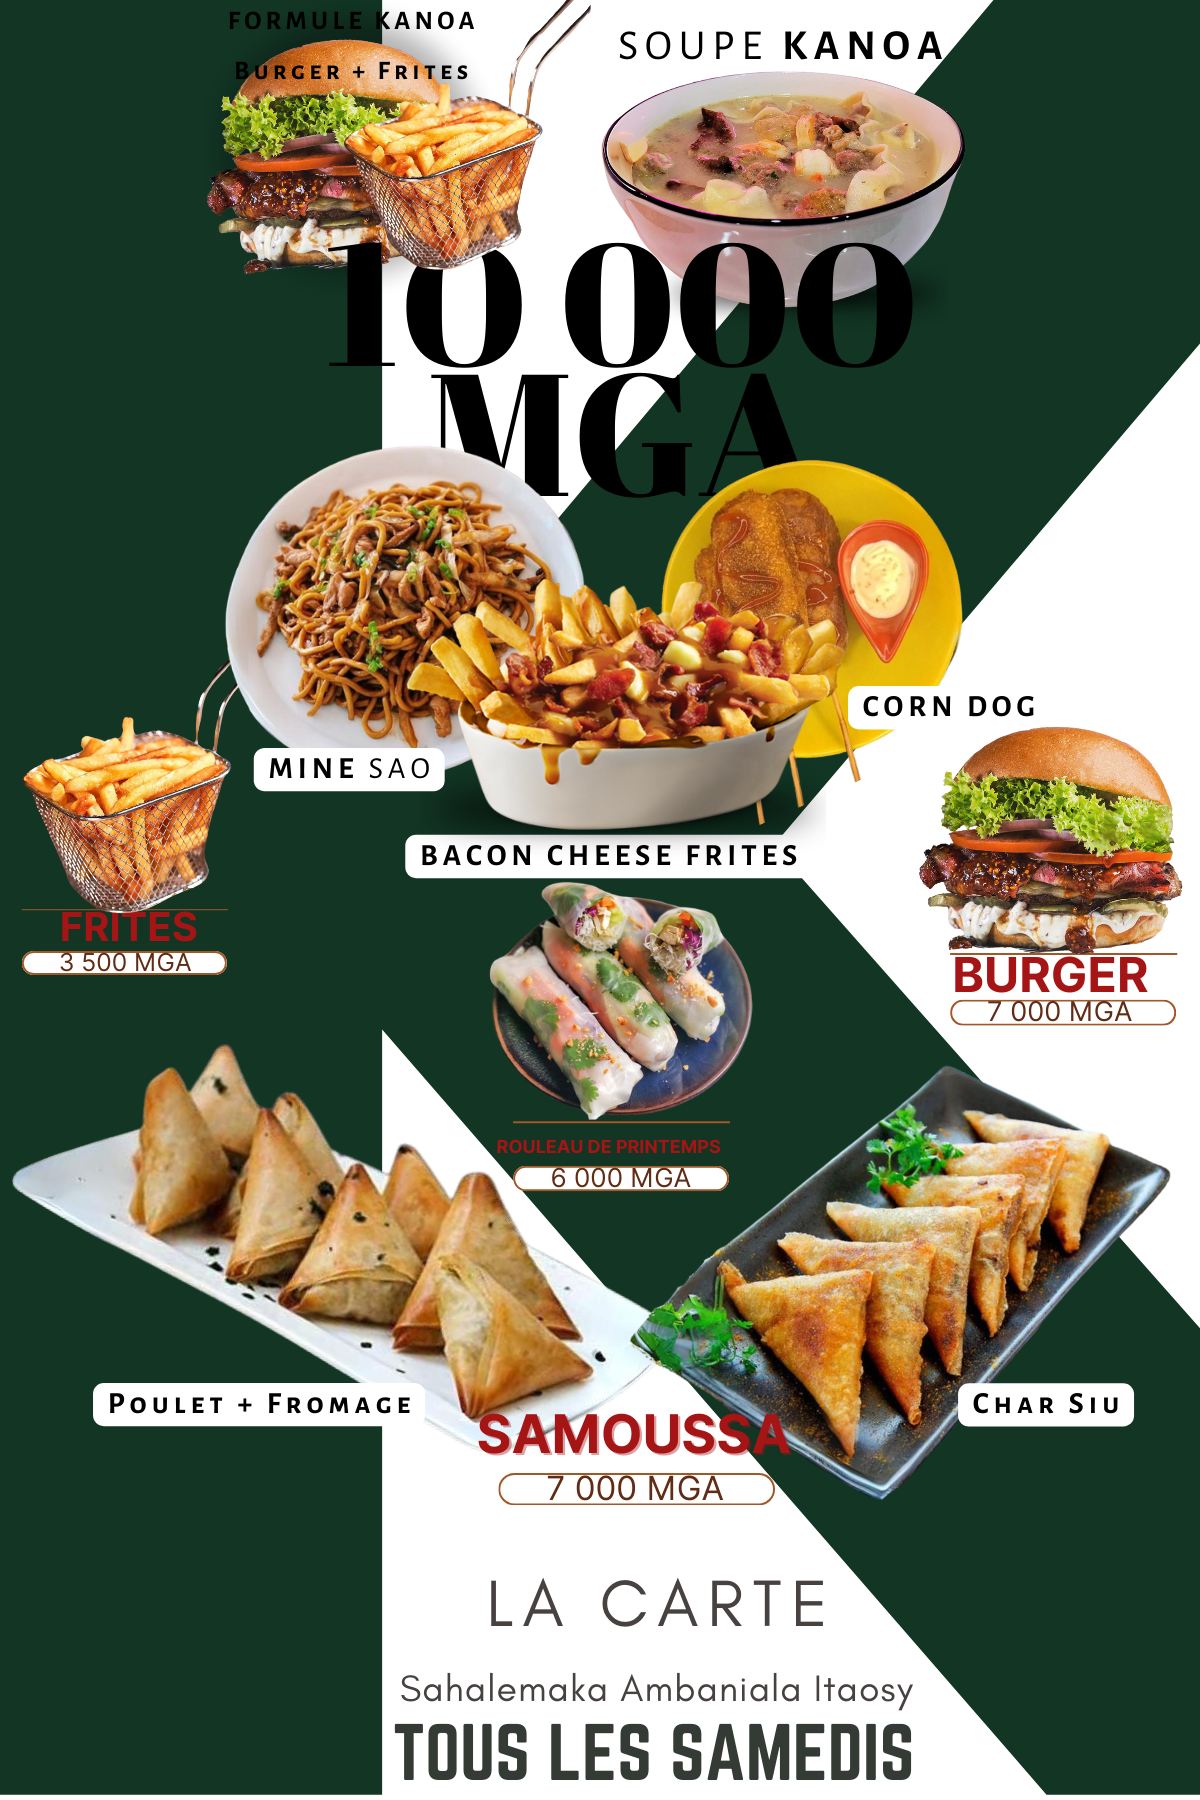 FORMULE KANOA
Burger + Frites
SOUPE KANOA
10 000
MGA
CORN DOG
MINE SAO
BACON CHEESE FRITES
FRITES
3 500 MGA
BURGER
7 000 MGA
ROULEAU DE PRINTEMPS
6 000 MGA
Poulet + Fromage
Char Siu
SAMOUSSA
7 000 MGA
LA CARTE
Sahalemaka Ambaniala Itaosy
TOUS LES SAMEDIS